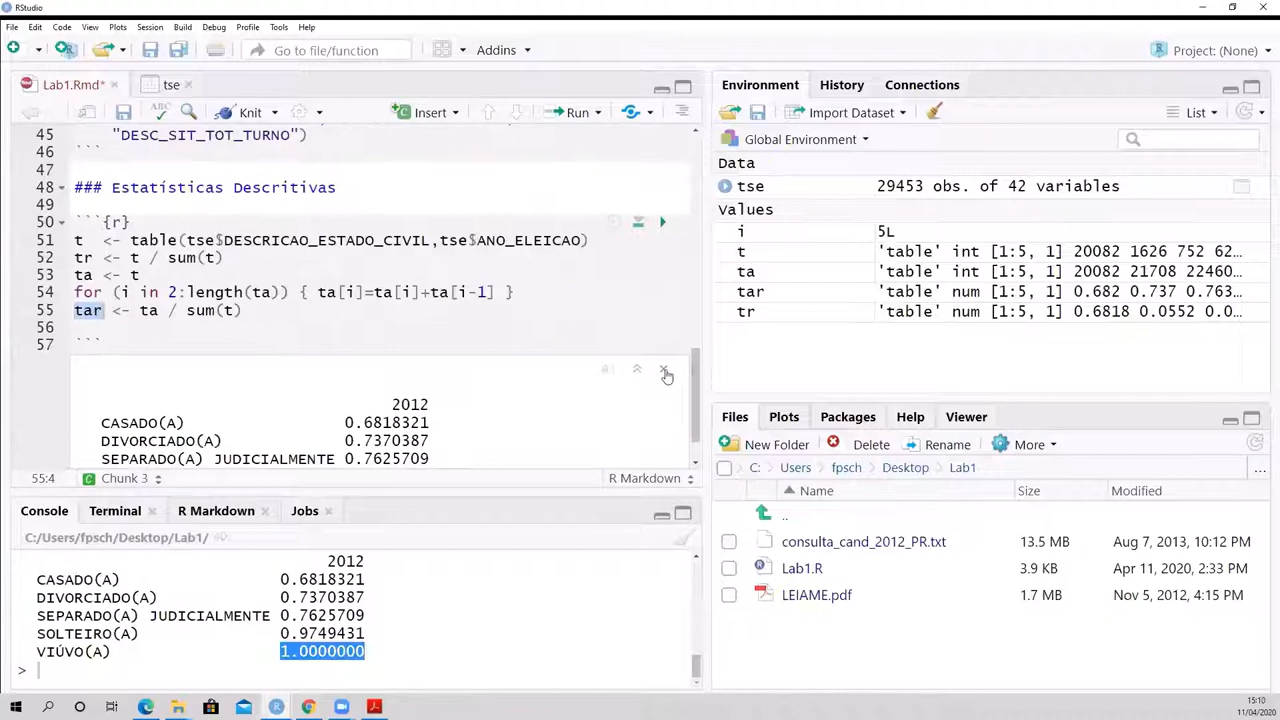 RStudio
File Edit Code View Plots Session Build Debug Profile Tools Help
Go to file/function Addins Project: (None)
Lab1.Rmd* tse
Knit Insert Run
45 "DESC_SIT_TOT_TURNO")
46 ```
47
48 ### Estatísticas Descritivas
49
50 ```{r}
51 t <- table(tse$DESCRICAO_ESTADO_CIVIL,tse$ANO_ELEICAO)
52 tr <- t / sum(t)
53 ta <- t
54 for (i in 2:length(ta)) { ta[i]=ta[i]+ta[i-1] }
55 tar <- ta / sum(t)
56
57 ```
2012
CASADO(A) 0.6818321
DIVORCIADO(A) 0.7370387
SEPARADO(A) JUDICIALMENTE 0.7625709
55:4 Chunk 3 R Markdown
Console Terminal R Markdown Jobs
C:/Users/fpsch/Desktop/Lab1/
2012
CASADO(A) 0.6818321
DIVORCIADO(A) 0.7370387
SEPARADO(A) JUDICIALMENTE 0.7625709
SOLTEIRO(A) 0.9749431
VIÚVO(A) 1.0000000
>
Environment History Connections
Import Dataset List
Global Environment
Data
tse 29453 obs. of 42 variables
Values
i 5L
t 'table' int [1:5, 1] 20082 1626 752 62…
ta 'table' int [1:5, 1] 20082 21708 22460…
tar 'table' num [1:5, 1] 0.682 0.737 0.763…
tr 'table' num [1:5, 1] 0.6818 0.0552 0.0…
Files Plots Packages Help Viewer
New Folder Delete Rename More
C: Users fpsch Desktop Lab1 ...
Name Size Modified
..
consulta_cand_2012_PR.txt 13.5 MB Aug 7, 2013, 10:12 PM
Lab1.R 3.9 KB Apr 11, 2020, 2:33 PM
LEIAME.pdf 1.7 MB Nov 5, 2012, 4:15 PM
15:10
11/04/2020